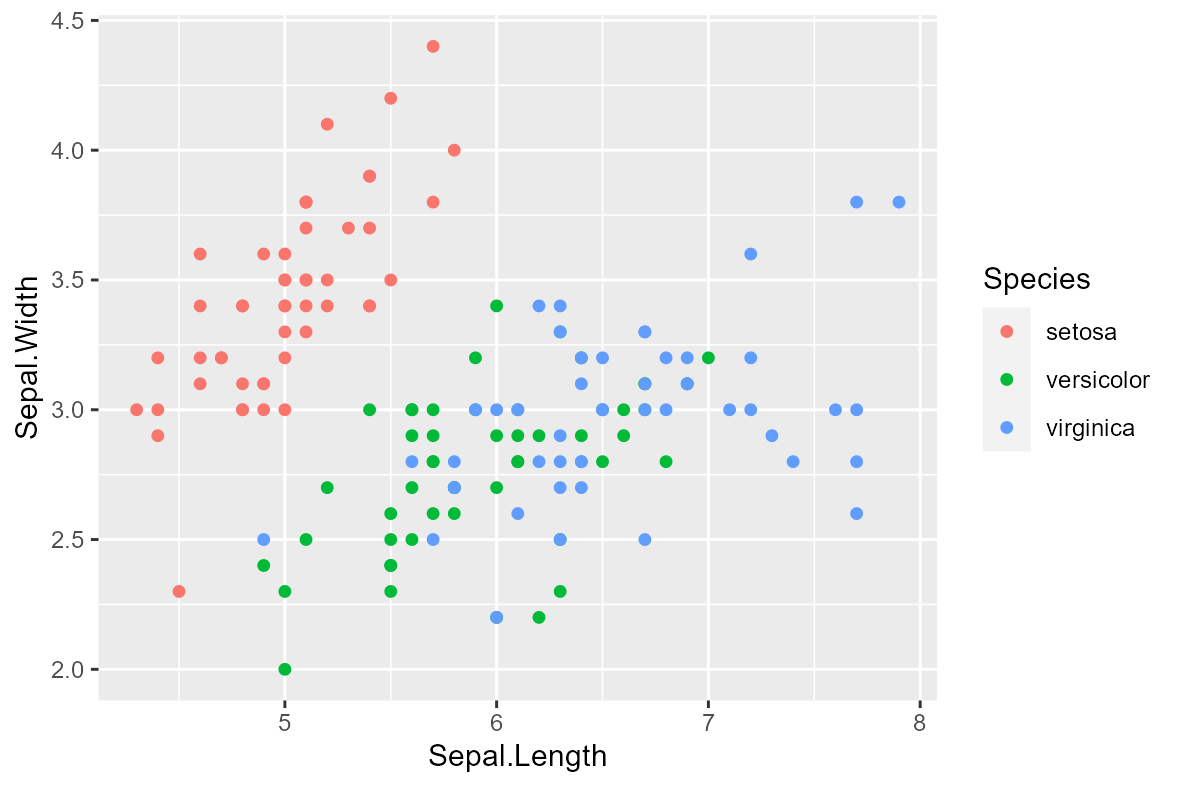 4.5
4.0
3.5
3.0
2.5
2.0
Sepal.Width
5 6 7 8
Sepal.Length
Species
setosa
versicolor
virginica